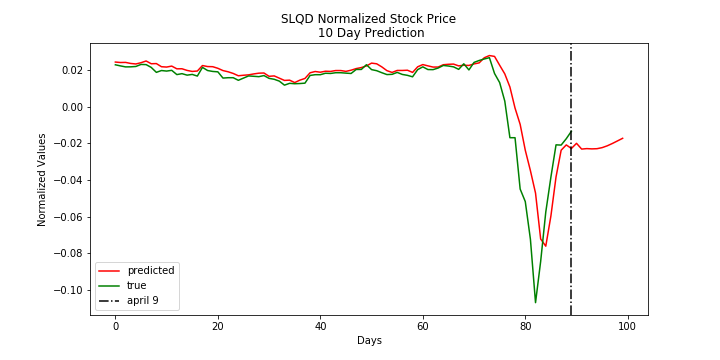 SLQD Normalized Stock Price
10 Day Prediction
Normalized Values
0.02
0.00
−0.02
−0.04
−0.06
−0.08
−0.10
predicted
true
april 9
0 20 40 60 80 100
Days